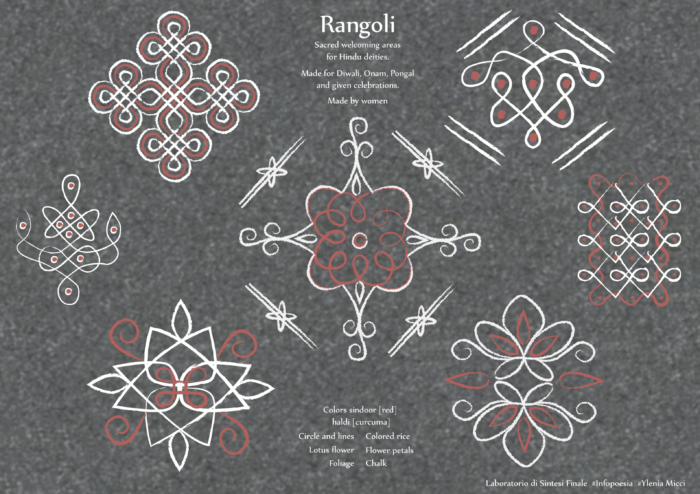 Rangoli
Sacred welcoming areas
for Hindu deities.
Made for Diwali, Onam, Pongal
and given celebrations.
Made by women
Colors sindoor [red]
haldi [curcuma]
Circle and lines Colored rice
Lotus flower Flower petals
Foliage Chalk
Laboratorio di Sintesi Finale #Infopoesia #Ylenia Micci